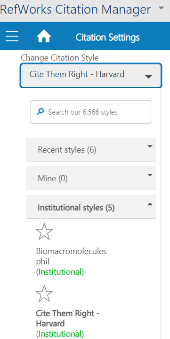 RefWorks Citation Manager
Citation Settings
Change Citation Style
Cite Them Right - Harvard
Search our 6,566 styles
Recent styles (6)
Mine (0)
Institutional styles (5)
Biomacromolecules
phil
(Institutional)
Cite Them Right -
Harvard
(Institutional)